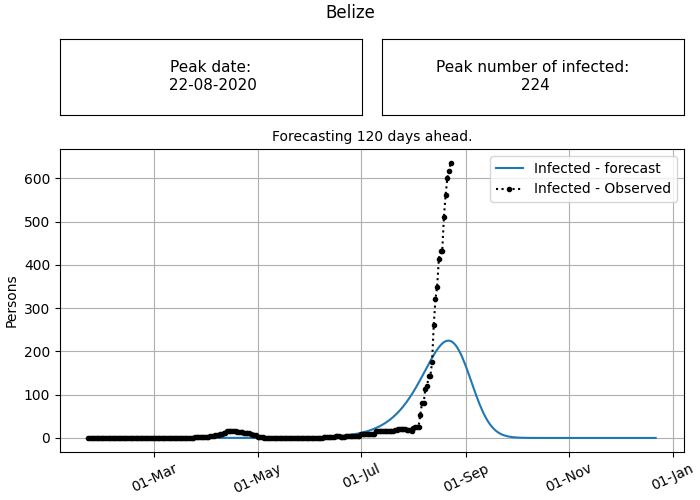 Belize
Peak date:
22-08-2020
Peak number of infected:
224
Forecasting 120 days ahead.
Infected - forecast
Infected - Observed
Persons
600
500
400
300
200
100
0
01-Mar
01-May
01-Jul
01-Sep
01-Nov
01-Jan